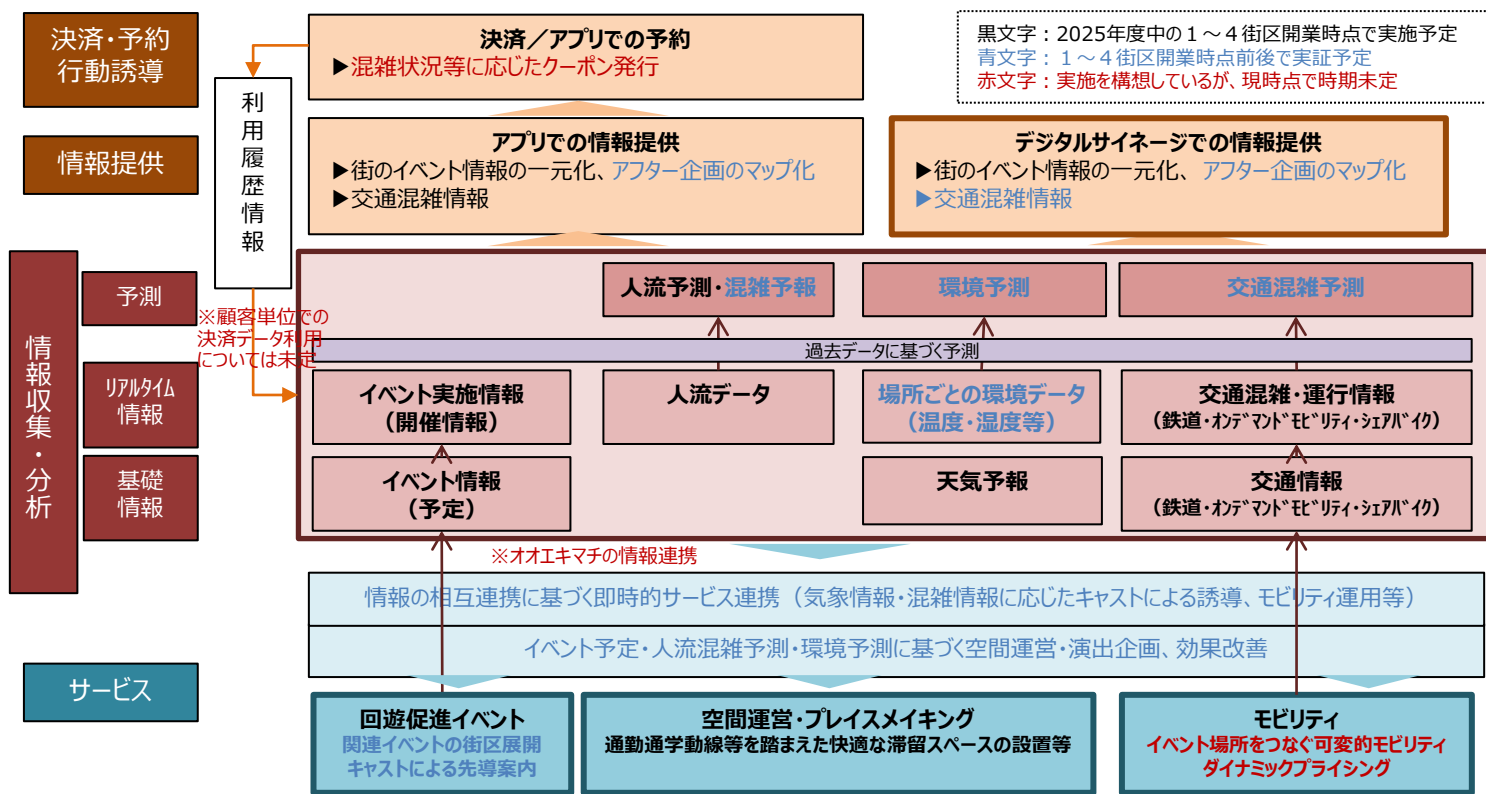 決済・予約
行動誘導
決済／アプリでの予約
▶混雑状況等に応じたクーポン発行
黒文字：2025年度中の１～４街区開業時点で実施予定
青文字：１～４街区開業時点前後で実証予定
赤文字：実施を構想しているが、現時点で時期未定
利用履歴情報
情報提供
アプリでの情報提供
▶街のイベント情報の一元化、アフター企画のマップ化
▶交通混雑情報
デジタルサイネージでの情報提供
▶街のイベント情報の一元化、アフター企画のマップ化
▶交通混雑情報
情報収集・分析
予測
人流予測・混雑予報
環境予測
交通混雑予測
※顧客単位での
決済データ利用
については未定
過去データに基づく予測
ﾘｱﾙﾀｲﾑ
情報
イベント実施情報
（開催情報）
人流データ
場所ごとの環境データ
（温度・湿度等）
交通混雑・運行情報
（鉄道・ｵﾝﾃﾞﾏﾝﾄﾞﾓﾋﾞﾘﾃｨ・ｼｪｱﾊﾞｲｸ）
基礎
情報
イベント情報
（予定）
天気予報
交通情報
（鉄道・ｵﾝﾃﾞﾏﾝﾄﾞﾓﾋﾞﾘﾃｨ・ｼｪｱﾊﾞｲｸ）
※オオエキマチの情報連携
情報の相互連携に基づく即時的サービス連携（気象情報・混雑情報に応じたキャストによる誘導、モビリティ運用等）
イベント予定・人流混雑予測・環境予測に基づく空間運営・演出企画、効果改善
サービス
回遊促進イベント
関連イベントの街区展開
キャストによる先導案内
空間運営・プレイスメイキング
通勤通学動線等を踏まえた快適な滞留スペースの設置等
モビリティ
イベント場所をつなぐ可変的モビリティ
ダイナミックプライシング